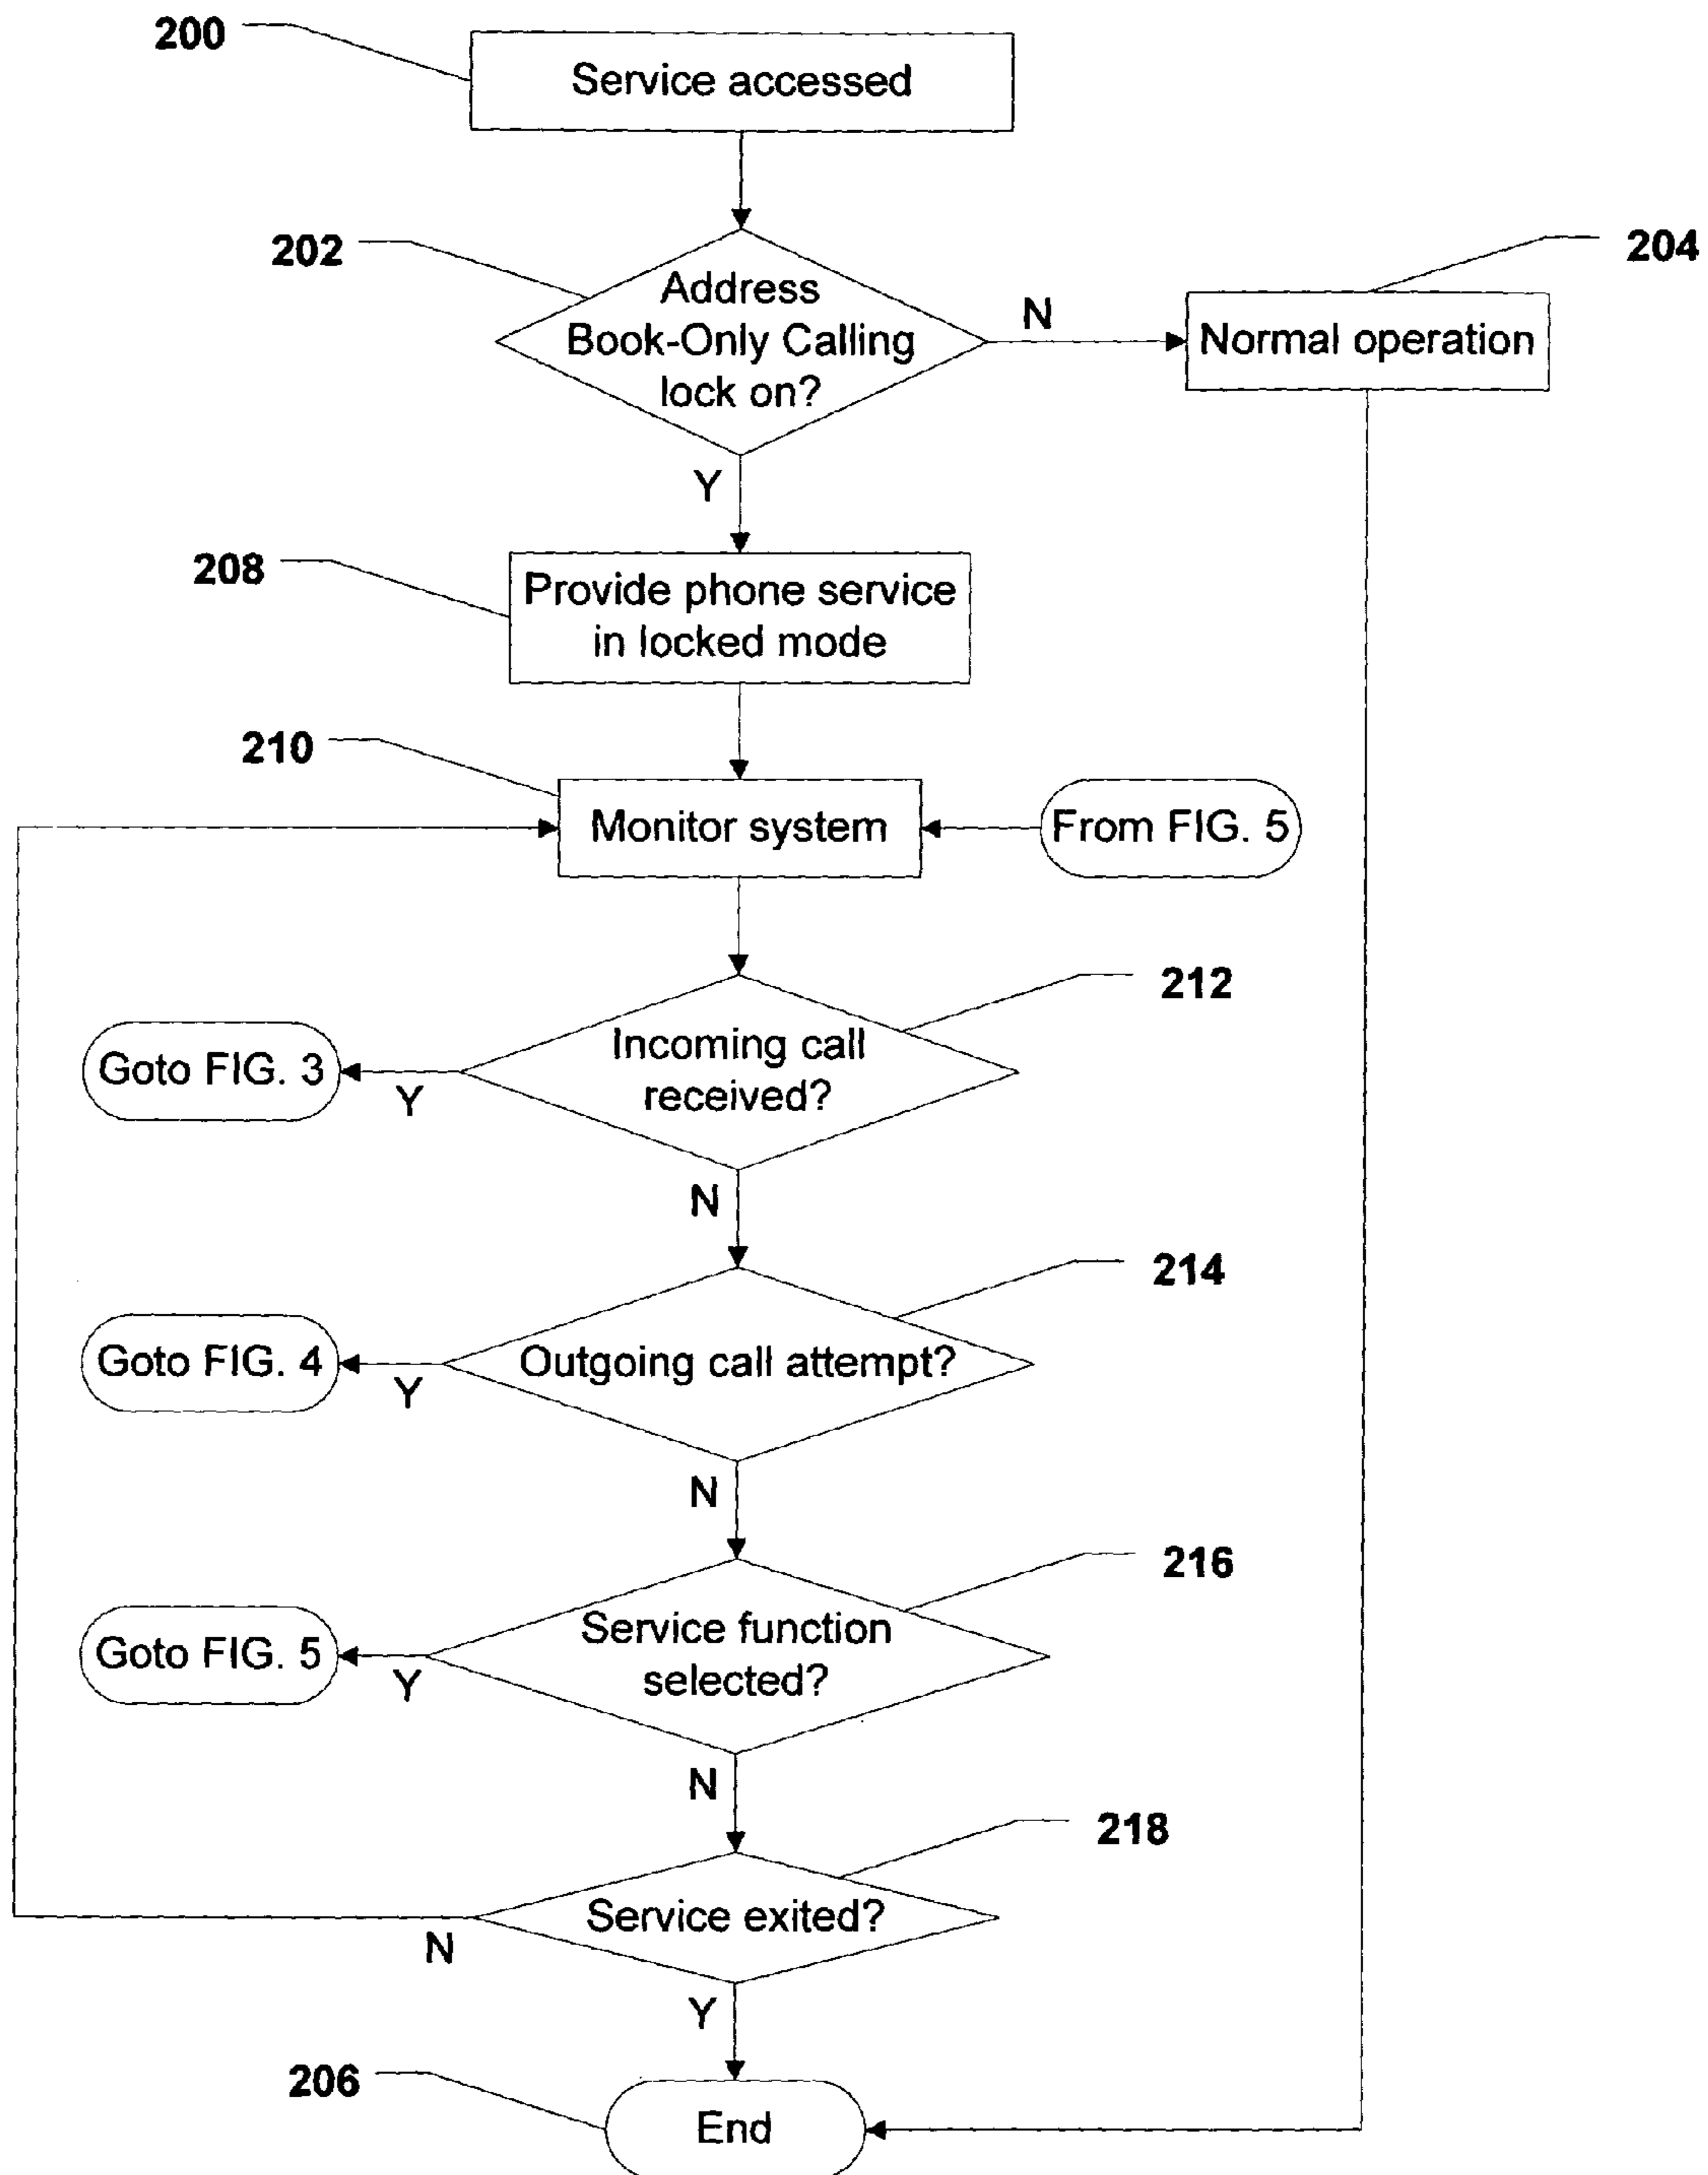 200
Service accessed
202
Address
Book-Only Calling
lock on?
N
204
Normal operation
Y
208
Provide phone service
in locked mode
210
Monitor system
From FIG. 5
212
Incoming call
received?
Goto FIG. 3
Y
N
214
Outgoing call attempt?
Goto FIG. 4
Y
N
216
Service function
selected?
Goto FIG. 5
Y
N
218
Service exited?
N
Y
206
End